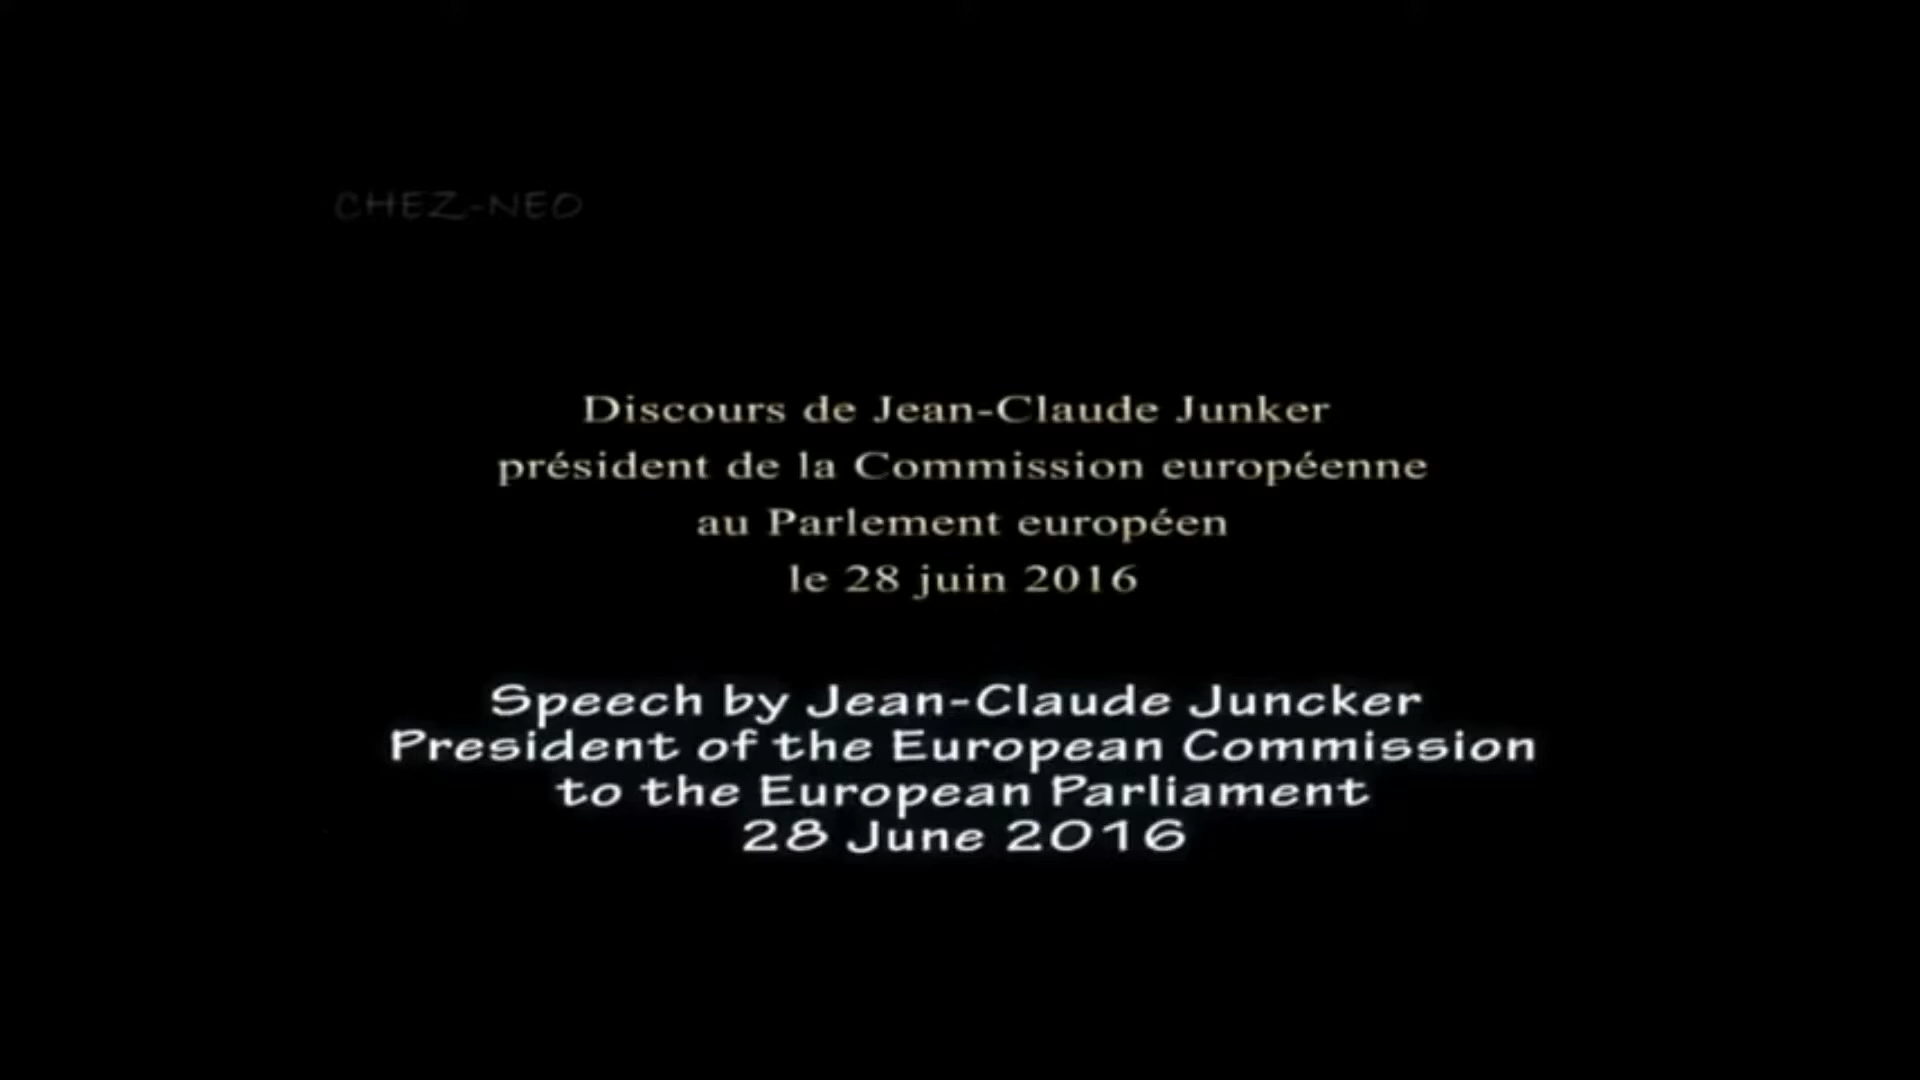 CHEZ-NEO
Discours de Jean-Claude Junker
président de la Commission européenne
au Parlement européen
le 28 juin 2016
Speech by Jean-Claude Juncker
President of the European Commission
to the European Parliament
28 June 2016